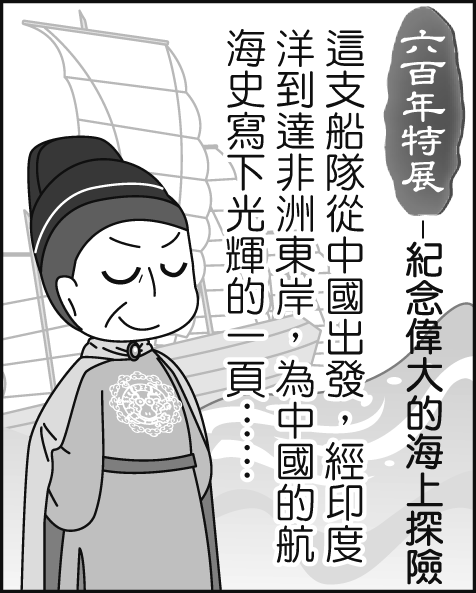 六百年特展
–紀念偉大的海上探險
這支船隊從中國出發，經印度
洋到達非洲東岸，為中國的航
海史寫下光輝的一頁……